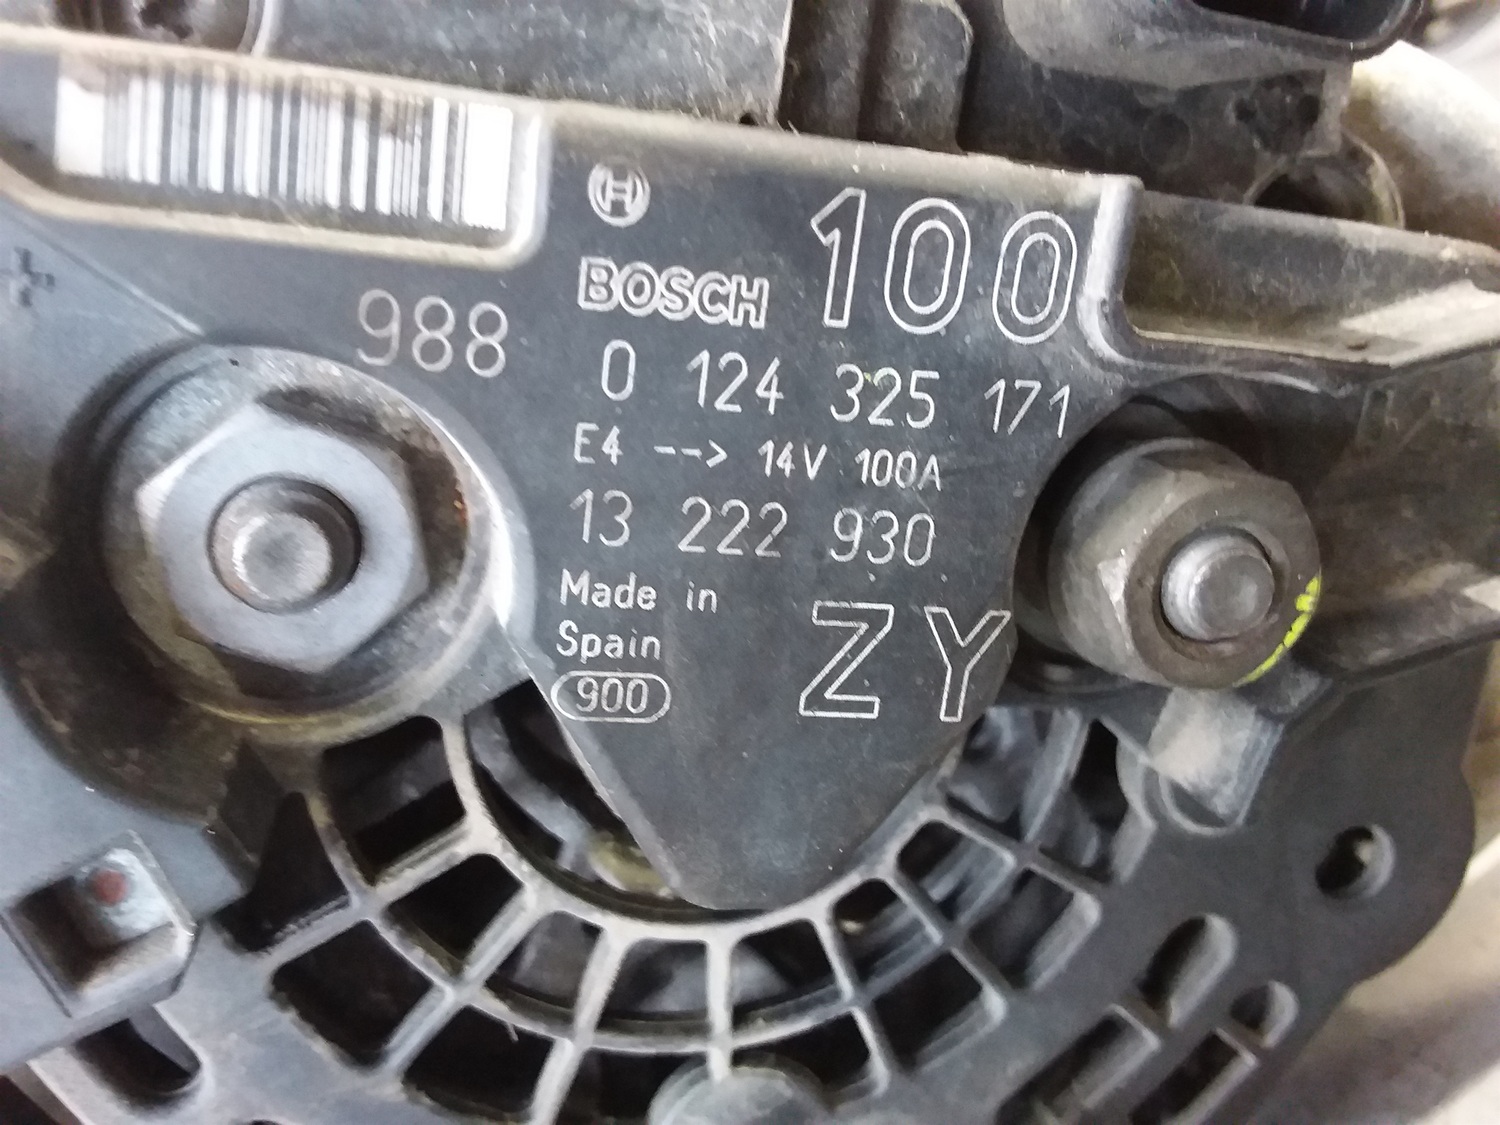 100
BOSCH
988
0 124 325 171
E4 --> 14V 100A
13 222 930
Made in
Spain
ZY
900